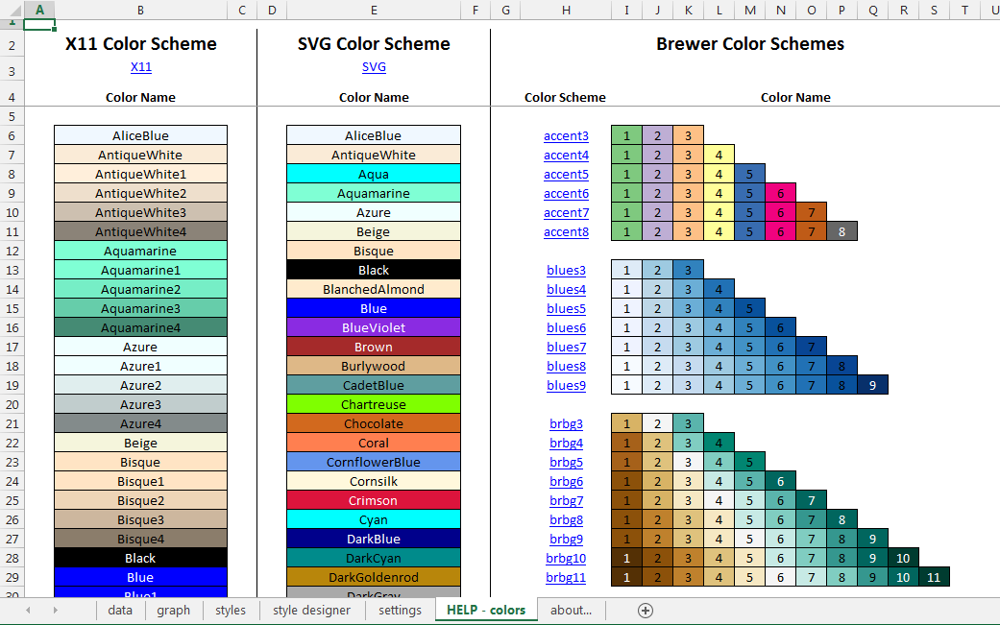 A B C D E F G H I J K L M N O P Q R S T U
1
2 X11 Color Scheme SVG Color Scheme Brewer Color Schemes
3 X11 SVG
4 Color Name Color Name Color Scheme Color Name
5
6 AliceBlue AliceBlue accent3 1 2 3
7 AntiqueWhite AntiqueWhite accent4 1 2 3 4
8 AntiqueWhite1 Aqua accent5 1 2 3 4 5
9 AntiqueWhite2 Aquamarine accent6 1 2 3 4 5 6
10 AntiqueWhite3 Azure accent7 1 2 3 4 5 6 7
11 AntiqueWhite4 Beige accent8 1 2 3 4 5 6 7 8
12 Aquamarine Bisque
13 Aquamarine1 Black blues3 1 2 3
14 Aquamarine2 BlanchedAlmond blues4 1 2 3 4
15 Aquamarine3 Blue blues5 1 2 3 4 5
16 Aquamarine4 BlueViolet blues6 1 2 3 4 5 6
17 Azure Brown blues7 1 2 3 4 5 6 7
18 Azure1 Burlywood blues8 1 2 3 4 5 6 7 8
19 Azure2 CadetBlue blues9 1 2 3 4 5 6 7 8 9
20 Azure3 Chartreuse
21 Azure4 Chocolate brbg3 1 2 3
22 Beige Coral brbg4 1 2 3 4
23 Bisque CornflowerBlue brbg5 1 2 3 4 5
24 Bisque1 Cornsilk brbg6 1 2 3 4 5 6
25 Bisque2 Crimson brbg7 1 2 3 4 5 6 7
26 Bisque3 Cyan brbg8 1 2 3 4 5 6 7 8
27 Bisque4 DarkBlue brbg9 1 2 3 4 5 6 7 8 9
28 Black DarkCyan brbg10 1 2 3 4 5 6 7 8 9 10
29 Blue DarkGoldenrod brbg11 1 2 3 4 5 6 7 8 9 10 11
30 Blue1 DarkGray
data graph styles style designer settings HELP - colors about...